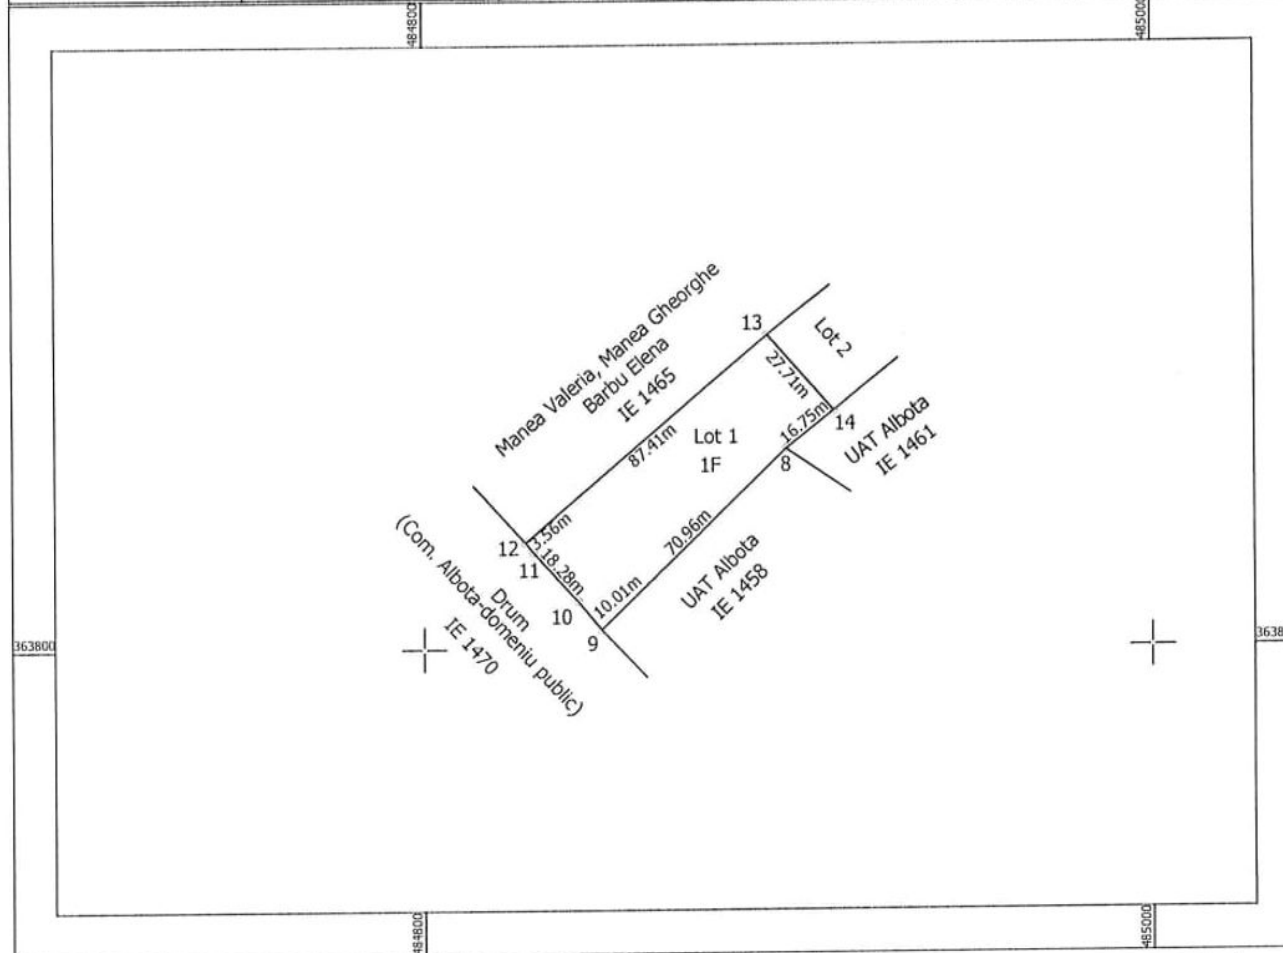 484800
485000
Manea Valeria, Manea Gheorghe
Barbu Elena
IE 1465
13
Lot 2
27.71m
87.41m
Lot 1
1F
16.75m
14
8
UAT Albota
IE 1461
3.56m
12
11
18.28m
10
9
10.01m
70.96m
UAT Albota
IE 1458
Drum
(Com. Albota-domeniu public)
IE 1470
363800
3638
484800
485000